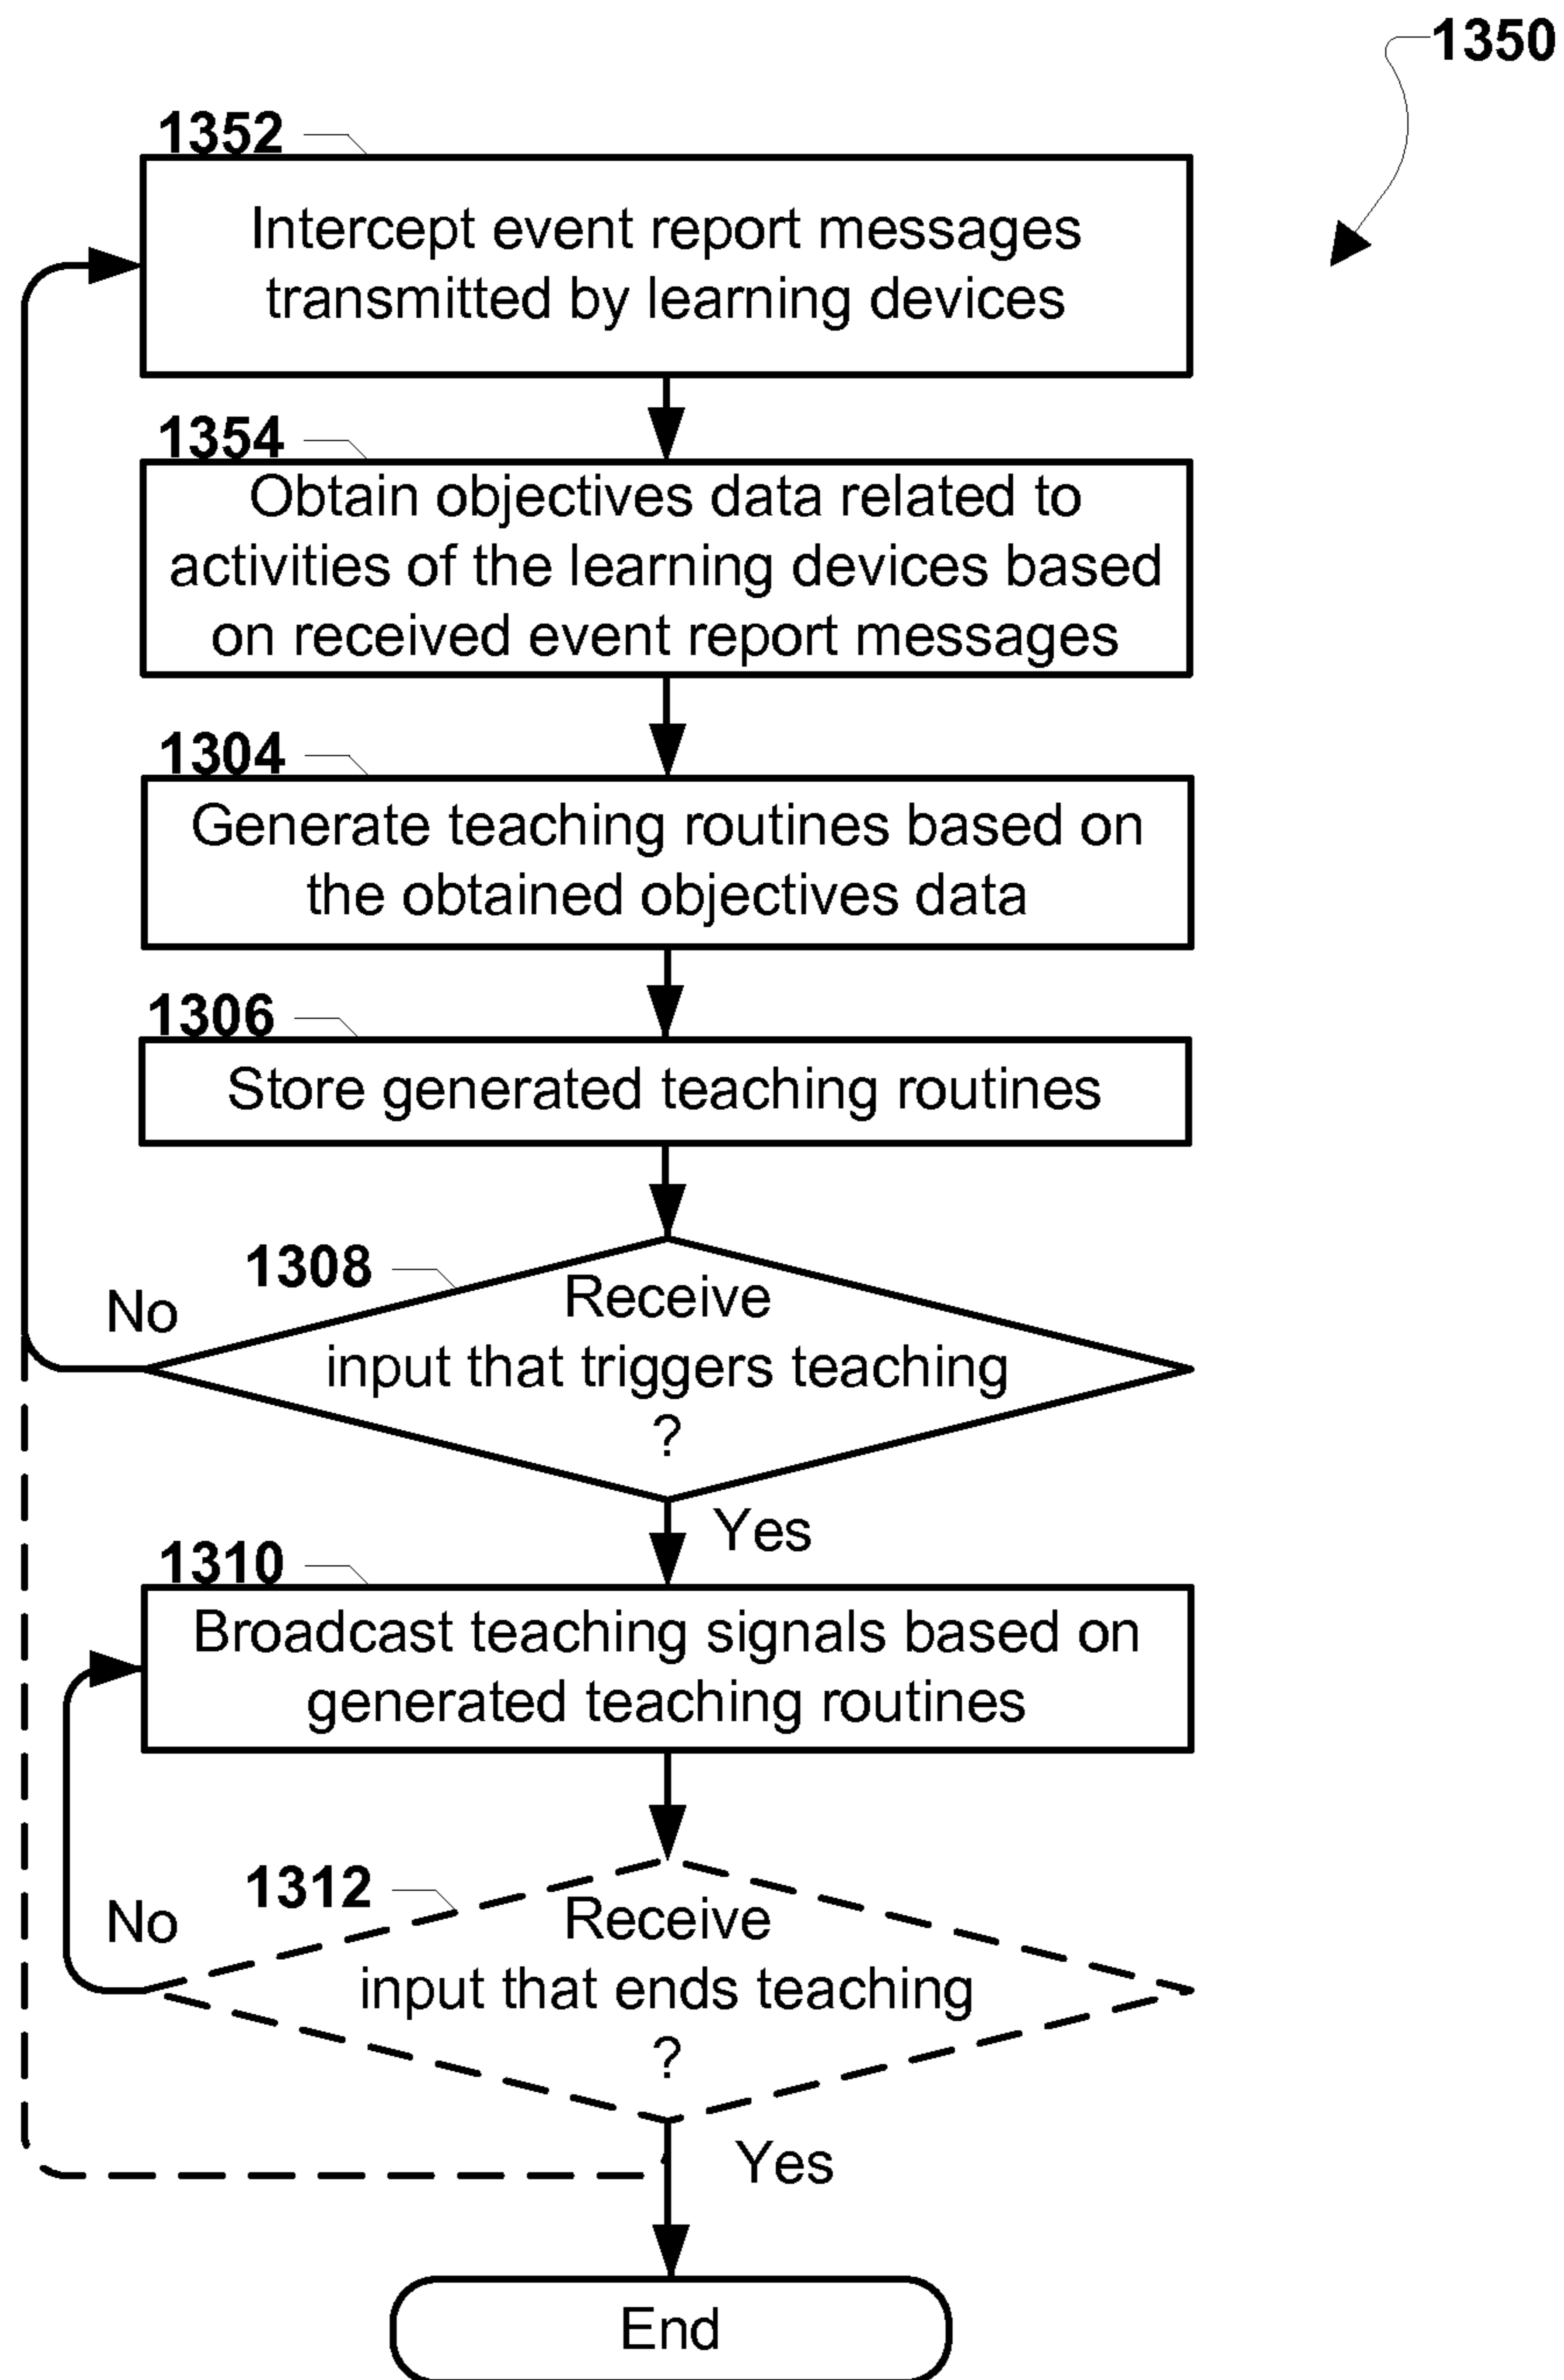 1350
1352
Intercept event report messages
transmitted by learning devices
1354
Obtain objectives data related to
activities of the learning devices based
on received event report messages
1304
Generate teaching routines based on
the obtained objectives data
1306
Store generated teaching routines
1308
No
Receive
input that triggers teaching
?
Yes
1310
Broadcast teaching signals based on
generated teaching routines
1312
No
Receive
input that ends teaching
?
Yes
End